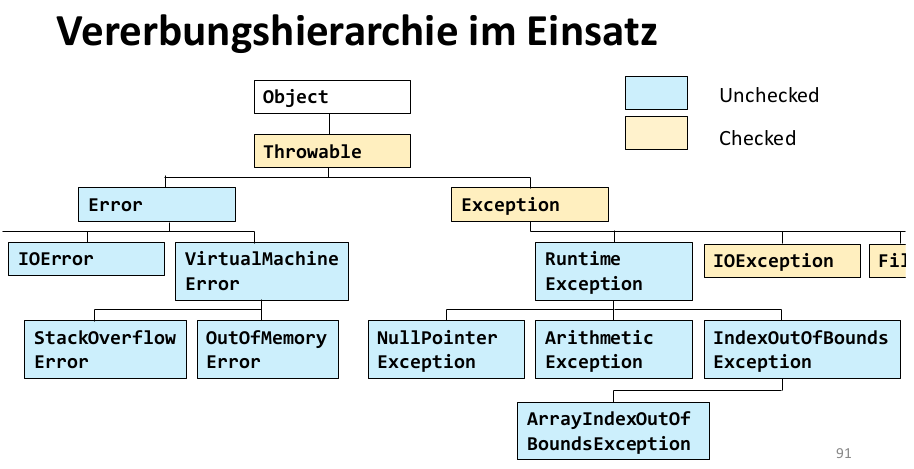 Vererbungshierarchie im Einsatz
Object
Unchecked
Checked
Throwable
Error
Exception
IOError
VirtualMachine
Error
Runtime
Exception
IOException
Fil
StackOverflow
Error
OutOfMemory
Error
NullPointer
Exception
Arithmetic
Exception
IndexOutOfBounds
Exception
ArrayIndexOutOf
BoundsException
91